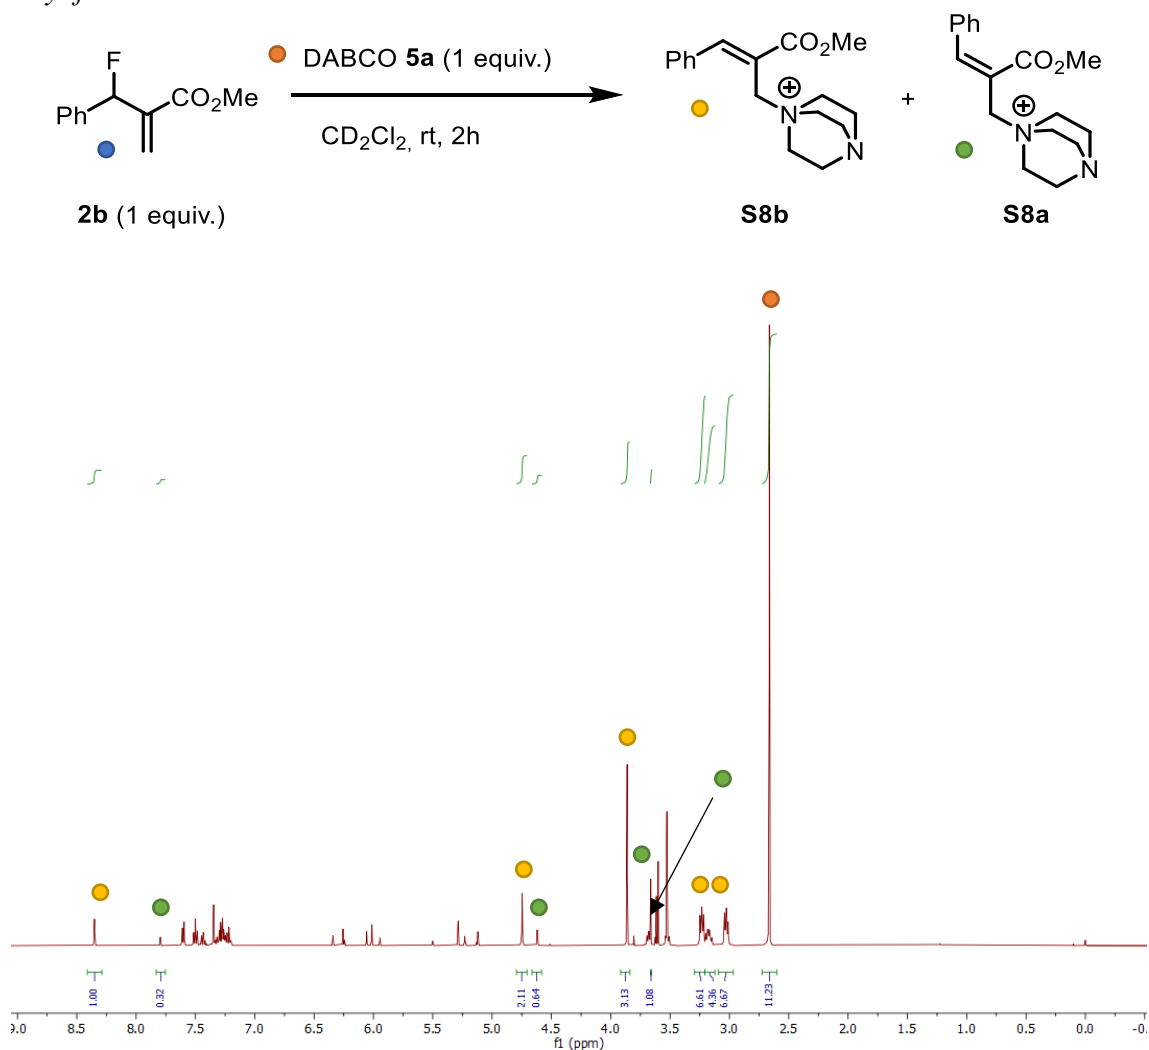 Ph
F
DABCO 5a (1 equiv.)
CO2Me
CO2Me
Ph
CO2Me
Ph
⊕
⊕
N
+
CD2Cl2, rt, 2h
N
N
N
2b (1 equiv.)
S8b
S8a
1.00
0.32
2.11
0.64
3.13
1.08
6.61
4.36
6.67
11.23
9.0 8.5 8.0 7.5 7.0 6.5 6.0 5.5 5.0 4.5 4.0 3.5 3.0 2.5 2.0 1.5 1.0 0.5 0.0 -0.
f1 (ppm)